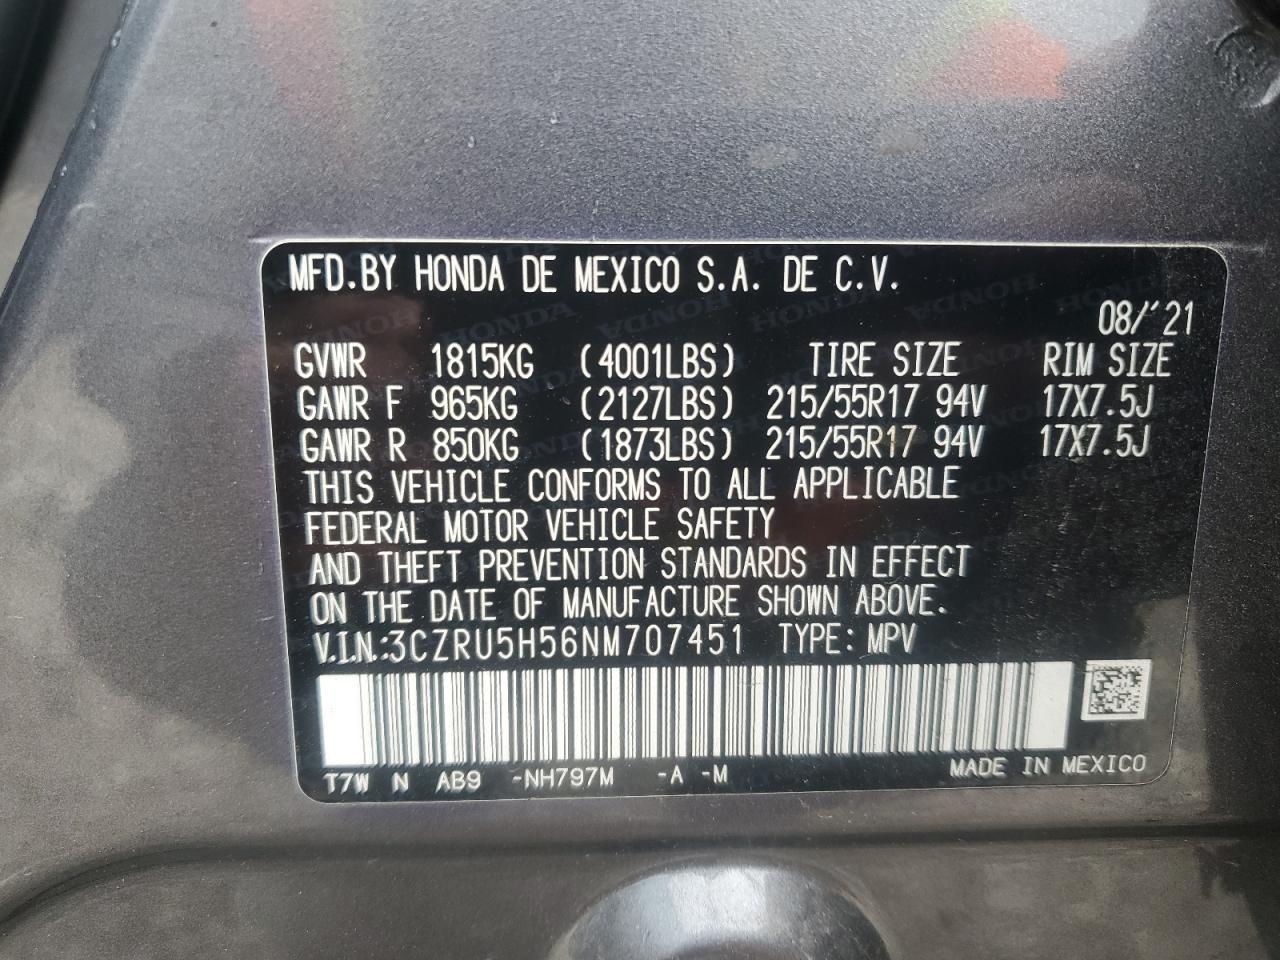 MFD.BY HONDA DE MEXICO S.A. DE C.V.
08/'21
GVWR 1815KG (4001LBS) TIRE SIZE RIM SIZE
GAWR F 965KG (2127LBS) 215/55R17 94V 17X7.5J
GAWR R 850KG (1873LBS) 215/55R17 94V 17X7.5J
THIS VEHICLE CONFORMS TO ALL APPLICABLE
FEDERAL MOTOR VEHICLE SAFETY
AND THEFT PREVENTION STANDARDS IN EFFECT
ON THE DATE OF MANUFACTURE SHOWN ABOVE.
V.I.N.:3CZRU5H56NM707451 TYPE: MPV
T7W N AB9 -NH797M -A -M MADE IN MEXICO